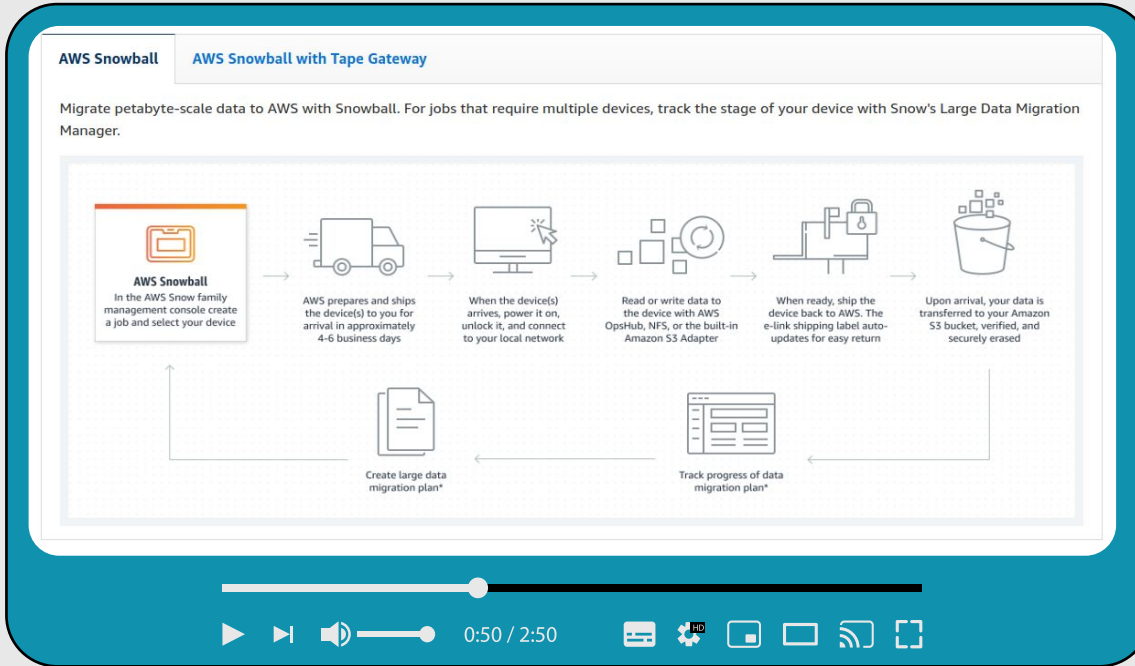 AWS Snowball
AWS Snowball with Tape Gateway
Migrate petabyte-scale data to AWS with Snowball. For jobs that require multiple devices, track the stage of your device with Snow's Large Data Migration
Manager.
AWS Snowball
In the AWS Snow family
management console create
a job and select your device
AWS prepares and ships
the device(s) to you for
arrival in approximately
4-6 business days
When the device(s)
arrives, power it on,
unlock it, and connect
to your local network
Read or write data to
the device with AWS
OpsHub, NFS, or the built-in
Amazon S3 Adapter
When ready, ship the
device back to AWS. The
e-link shipping label auto-
updates for easy return
Upon arrival, your data is
transferred to your Amazon
S3 bucket, verified, and
securely erased
Create large data
migration plan*
Track progress of data
migration plan*
0:50 / 2:50
HD